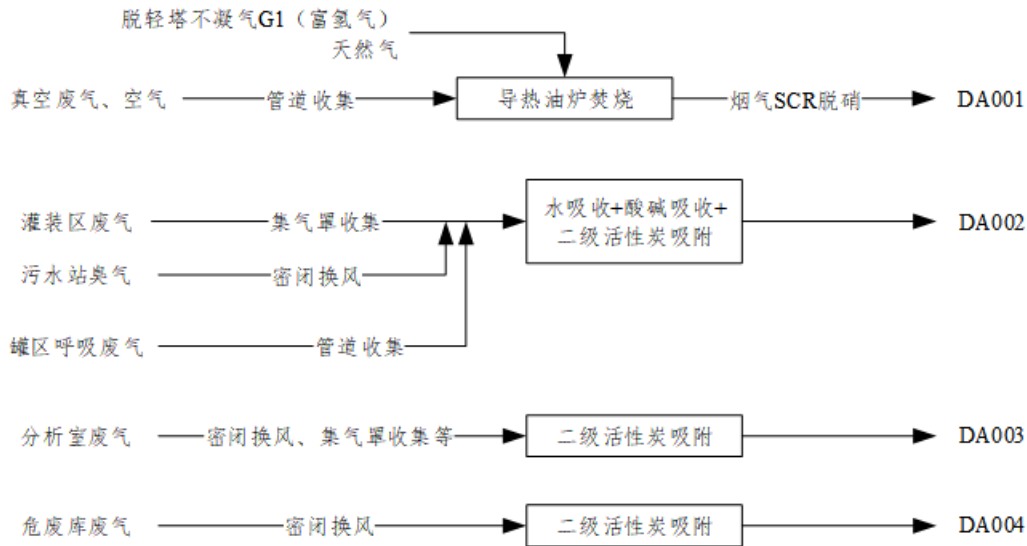 脱轻塔不凝气G1（富氢气）
天然气
真空废气、空气 管道收集 导热油炉焚烧 烟气SCR脱硝 DA001
灌装区废气 集气罩收集 水吸收+酸碱吸收+ DA002
二级活性炭吸附
污水站臭气 密闭换风
罐区呼吸废气 管道收集
分析室废气 密闭换风、集气罩收集等 二级活性炭吸附 DA003
危废库废气 密闭换风 二级活性炭吸附 DA004